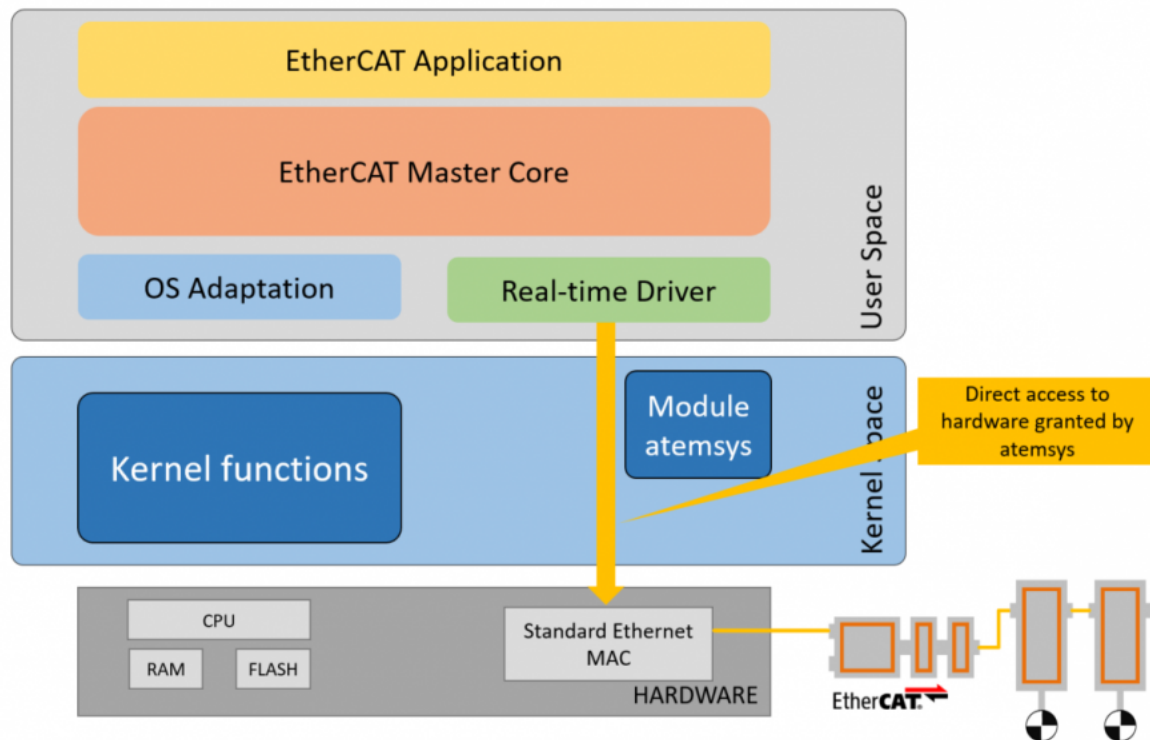 EtherCAT Application
EtherCAT Master Core
OS Adaptation
Real-time Driver
User Space
Kernel functions
Module
atemsys
Kernel Space
Direct access to
hardware granted by
atemsys
CPU
RAM
FLASH
Standard Ethernet
MAC
HARDWARE
EtherCAT®